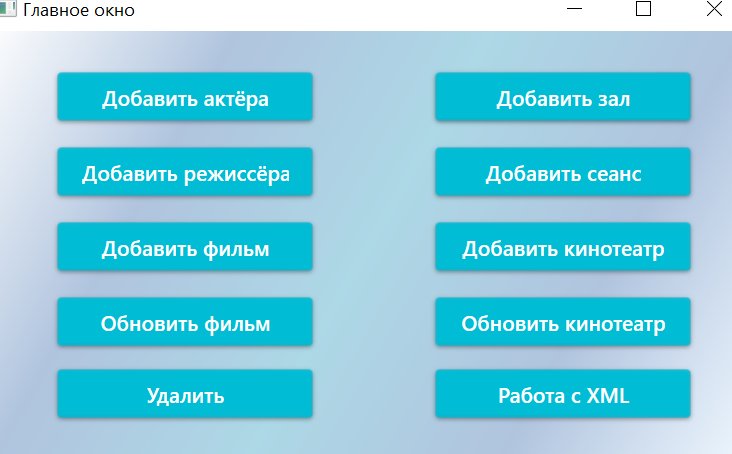 Главное окно
Добавить актёра
Добавить зал
Добавить режиссёра
Добавить сеанс
Добавить фильм
Добавить кинотеатр
Обновить фильм
Обновить кинотеатр
Удалить
Работа с XML